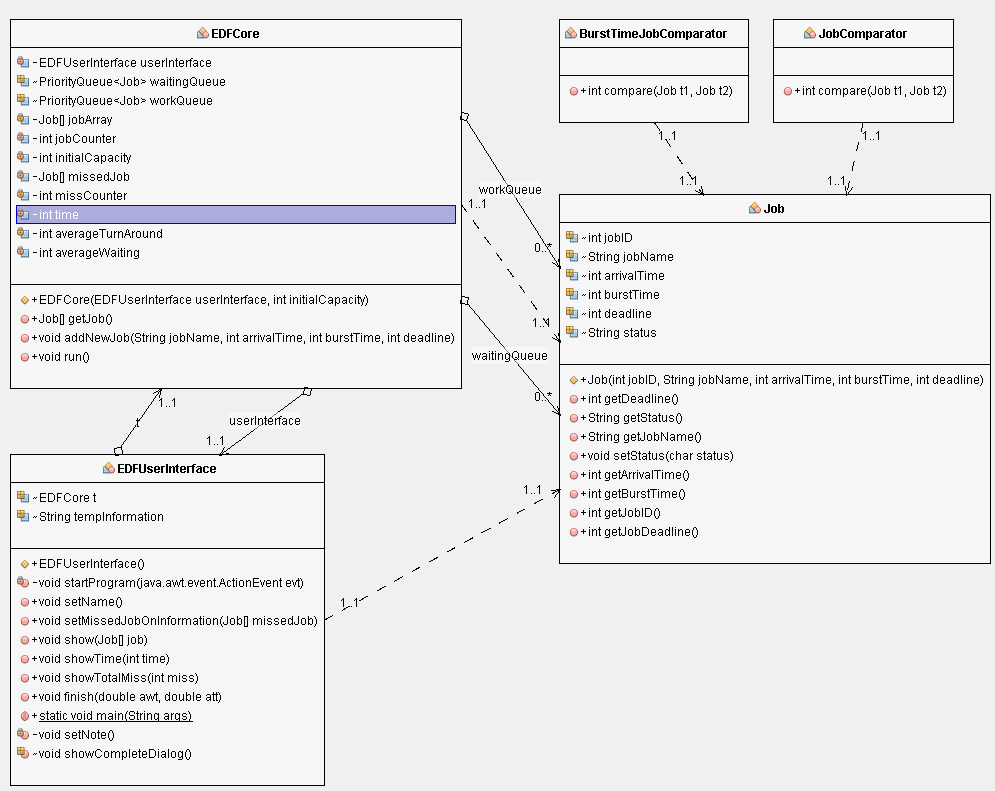 EDFCore
-EDFUserInterface userInterface
~PriorityQueue<Job> waitingQueue
~PriorityQueue<Job> workQueue
-Job[] jobArray
-int jobCounter
-int initialCapacity
-Job[] missedJob
-int missCounter
-int time
-int averageTurnAround
-int averageWaiting
+EDFCore(EDFUserInterface userInterface, int initialCapacity)
+Job[] getJob()
+void addNewJob(String jobName, int arrivalTime, int burstTime, int deadline)
+void run()
BurstTimeJobComparator
+int compare(Job t1, Job t2)
JobComparator
+int compare(Job t1, Job t2)
1..1
1..1
1..1
1..1
workQueue
0..*
1..1
1..1
waitingQueue
0..*
Job
~int jobID
~String jobName
~int arrivalTime
~int burstTime
~int deadline
~String status
+Job(int jobID, String jobName, int arrivalTime, int burstTime, int deadline)
+int getDeadline()
+String getStatus()
+String getJobName()
+void setStatus(char status)
+int getArrivalTime()
+int getBurstTime()
+int getJobID()
+int getJobDeadline()
1..1
t
userInterface
1..1
EDFUserInterface
~EDFCore t
~String tempInformation
+EDFUserInterface()
-void startProgram(java.awt.event.ActionEvent evt)
+void setName()
+void setMissedJobOnInformation(Job[] missedJob)
+void show(Job[] job)
+void showTime(int time)
+void showTotalMiss(int miss)
+void finish(double awt, double att)
+static void main(String args)
-void setNote()
~void showCompleteDialog()
1..1
1..1